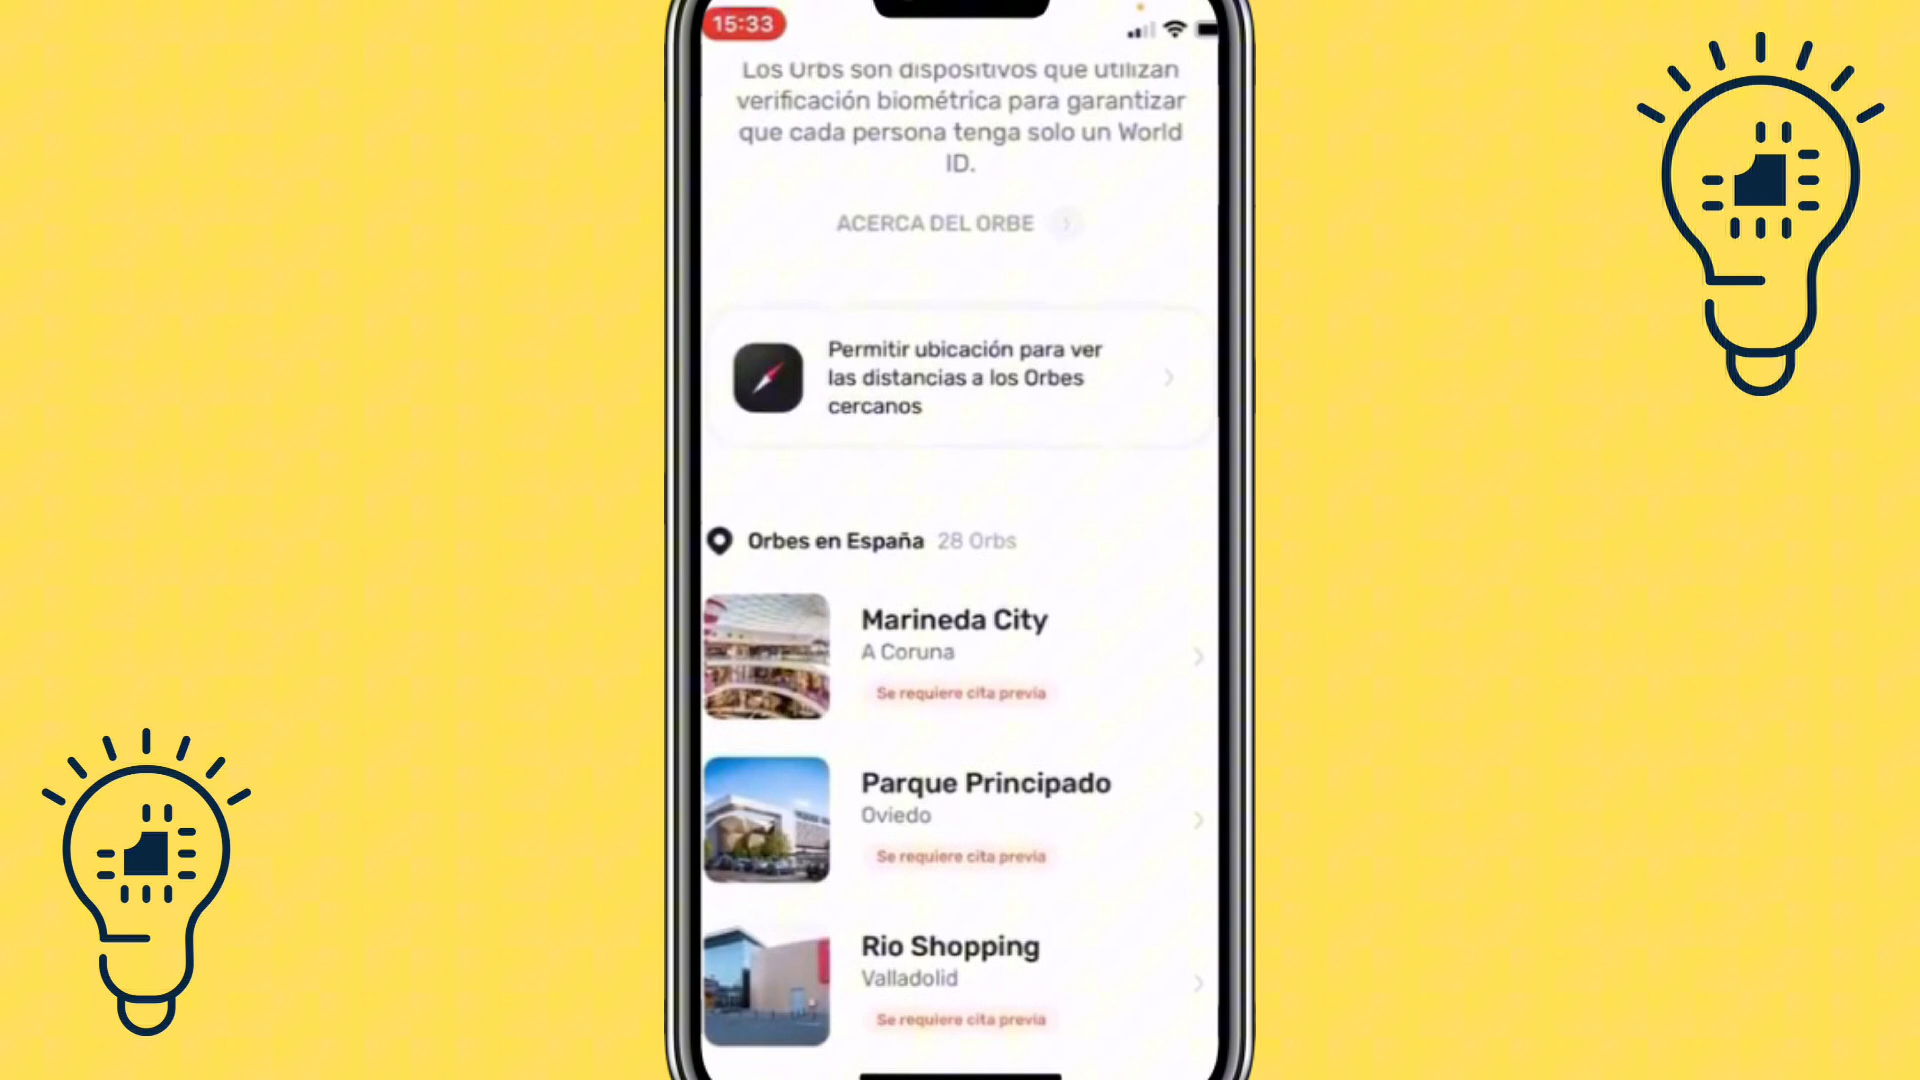 15:33
Los Orbs son dispositivos que utilizan
verificación biométrica para garantizar
que cada persona tenga solo un World
ID.
ACERCA DEL ORBE
Permitir ubicación para ver
las distancias a los Orbes
cercanos
Orbes en España 28 Orbs
Marineda City
A Coruna
Se requiere cita previa
Parque Principado
Oviedo
Se requiere cita previa
Rio Shopping
Valladolid
Se requiere cita previa